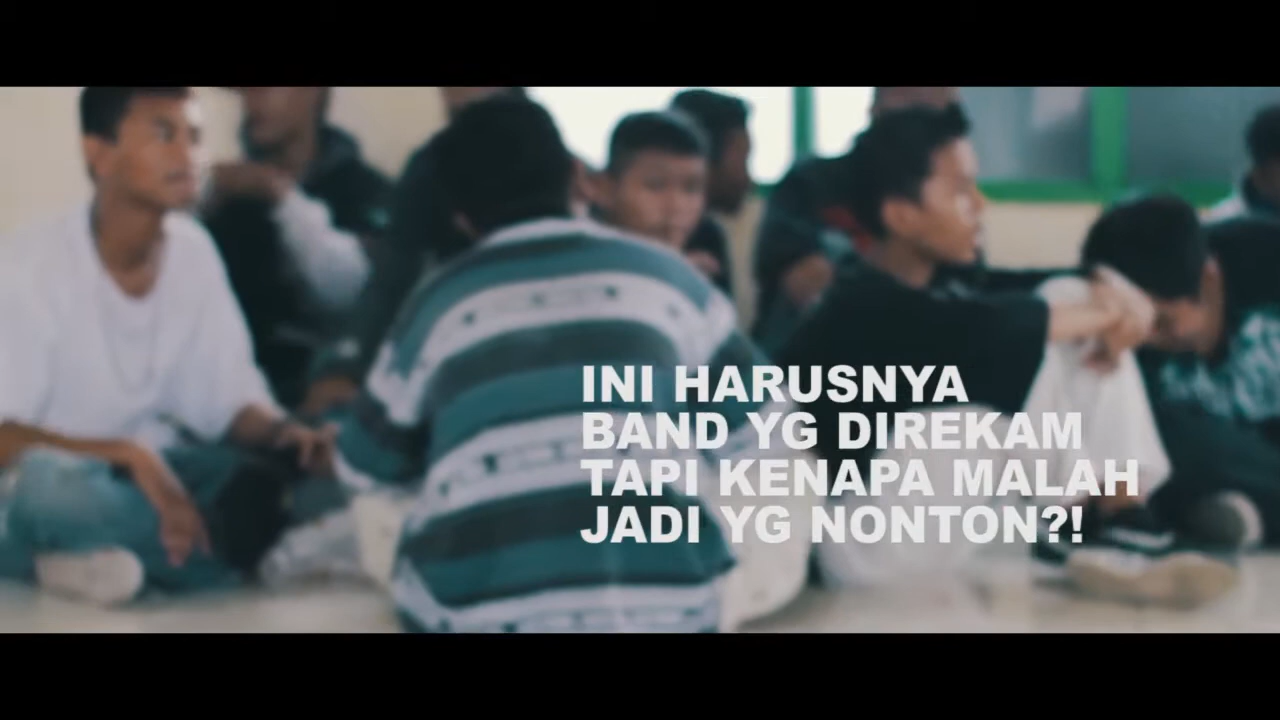 INI HARUSNYA
BAND YG DIREKAM
TAPI KENAPA MALAH
JADI YG NONTON?!